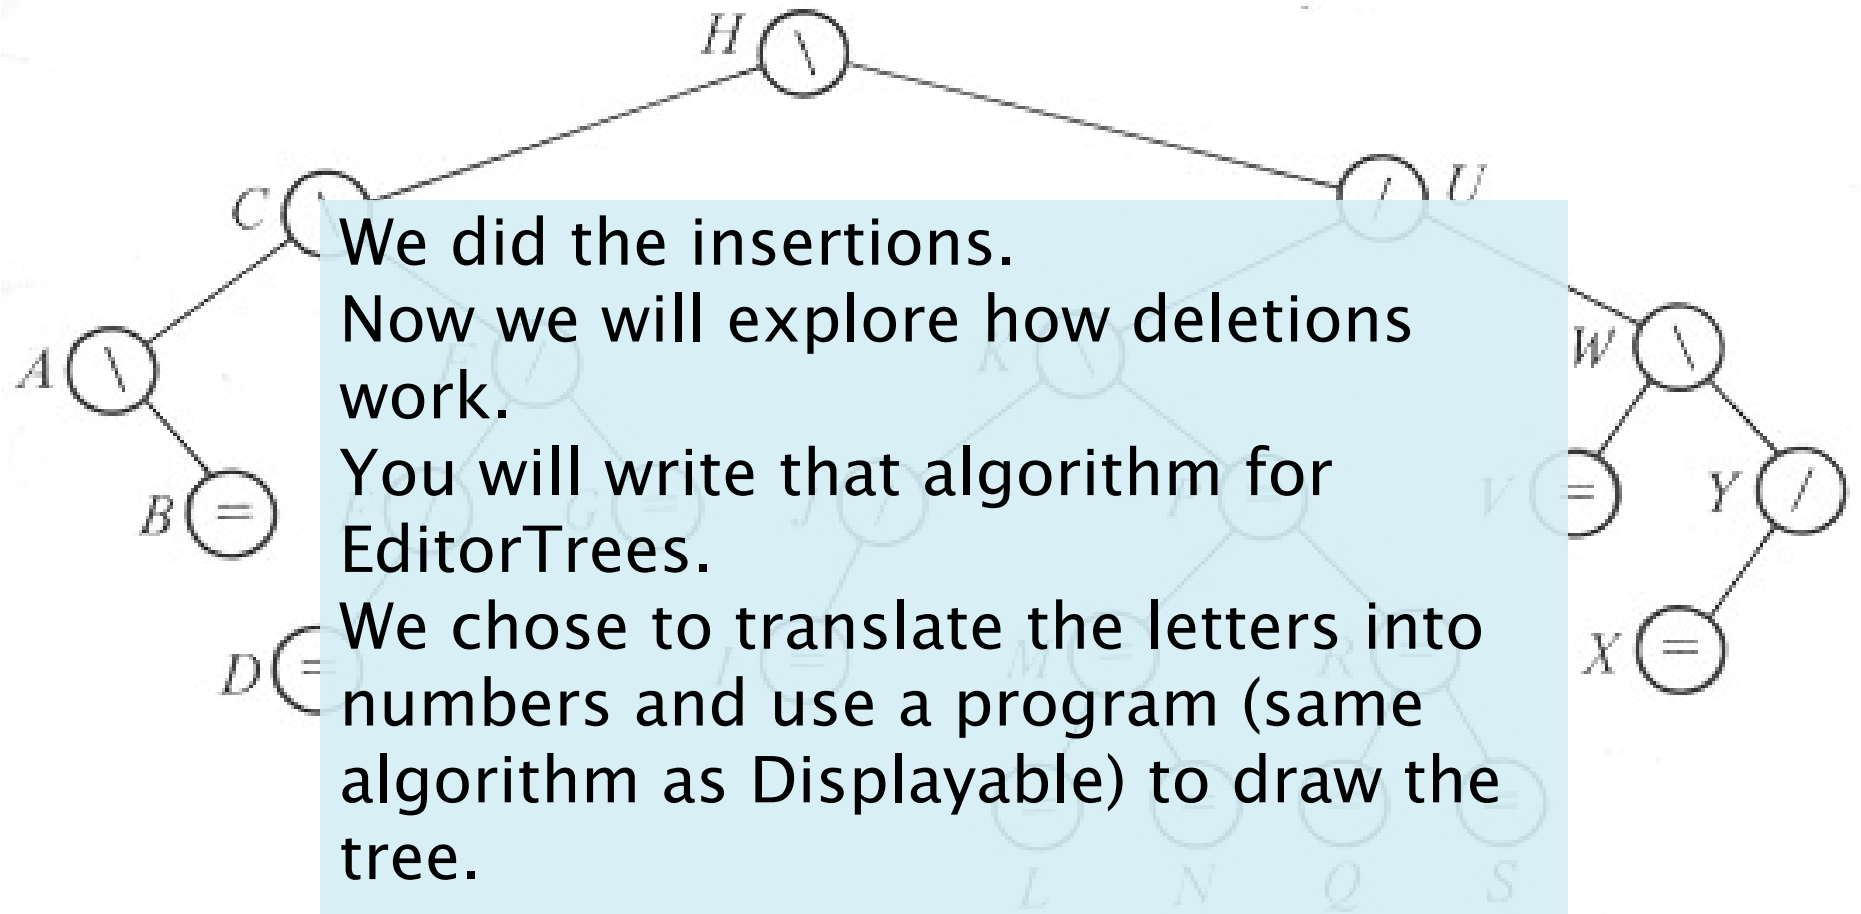 H
C
U
We did the insertions.
Now we will explore how deletions
work.
You will write that algorithm for
EditorTrees.
We chose to translate the letters into
numbers and use a program (same
algorithm as Displayable) to draw the
tree.
A \
K
W \
B =
V =
Y /
D =
M
R
X =
L N Q S